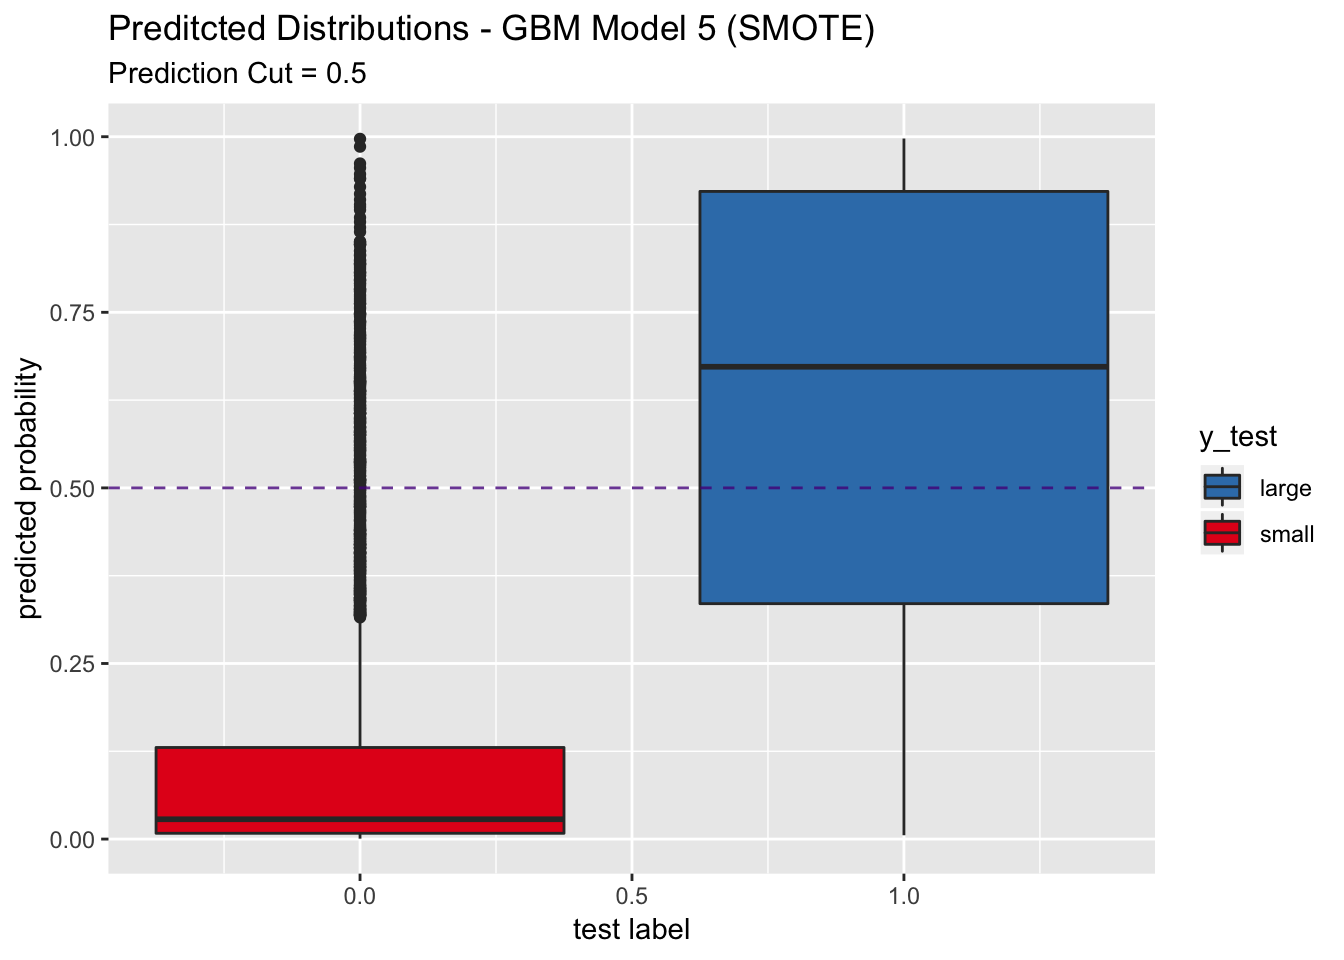 Preditcted Distributions - GBM Model 5 (SMOTE)
Prediction Cut = 0.5
1.00
0.75
0.50
0.25
0.00
predicted probability
0.0
0.5
1.0
test label
y_test
large
small